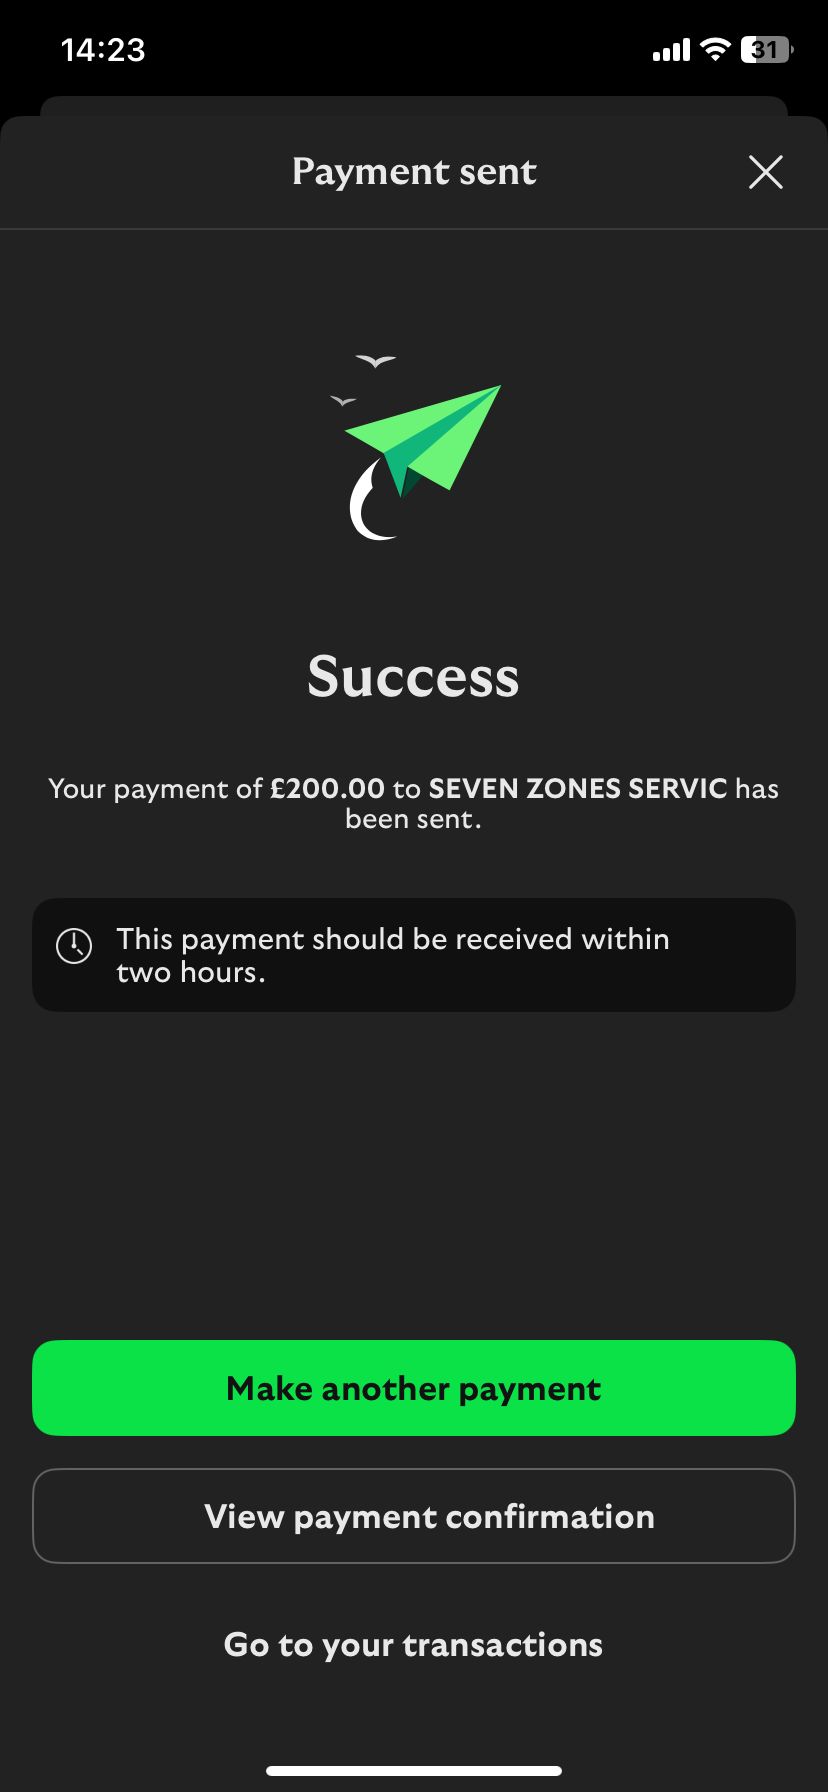 14:23
31
Payment sent
Success
Your payment of £200.00 to SEVEN ZONES SERVIC has
been sent.
This payment should be received within
two hours.
Make another payment
View payment confirmation
Go to your transactions